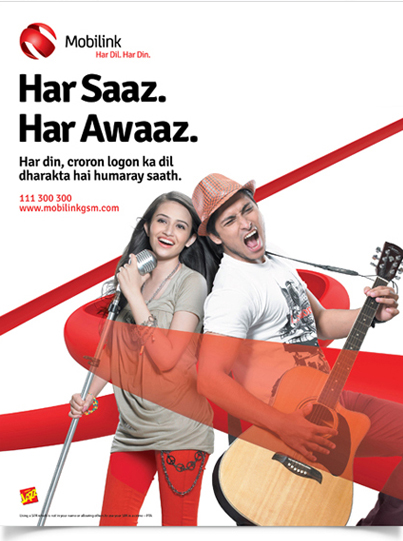 Mobilink
Har Dil. Har Din.
Har Saaz.
Har Awaaz.
Har din, croron logon ka dil
dharakta hai humaray saath.
111 300 300
www.mobilinkgsm.com